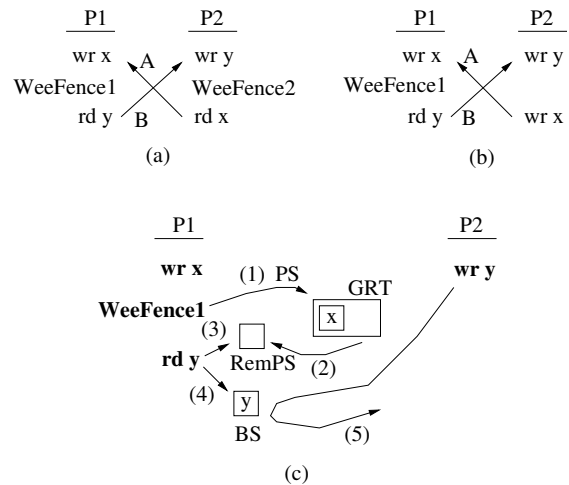 P1 P2
wr x A wr y
WeeFence1 WeeFence2
rd y B rd x
(a)
P1 P2
wr x A wr y
WeeFence1
rd y B wr x
(b)
P1 P2
wr x (1) PS wr y
GRT
WeeFence1 x
(3)
rd y RemPS (2)
(4) y
BS (5)
(c)